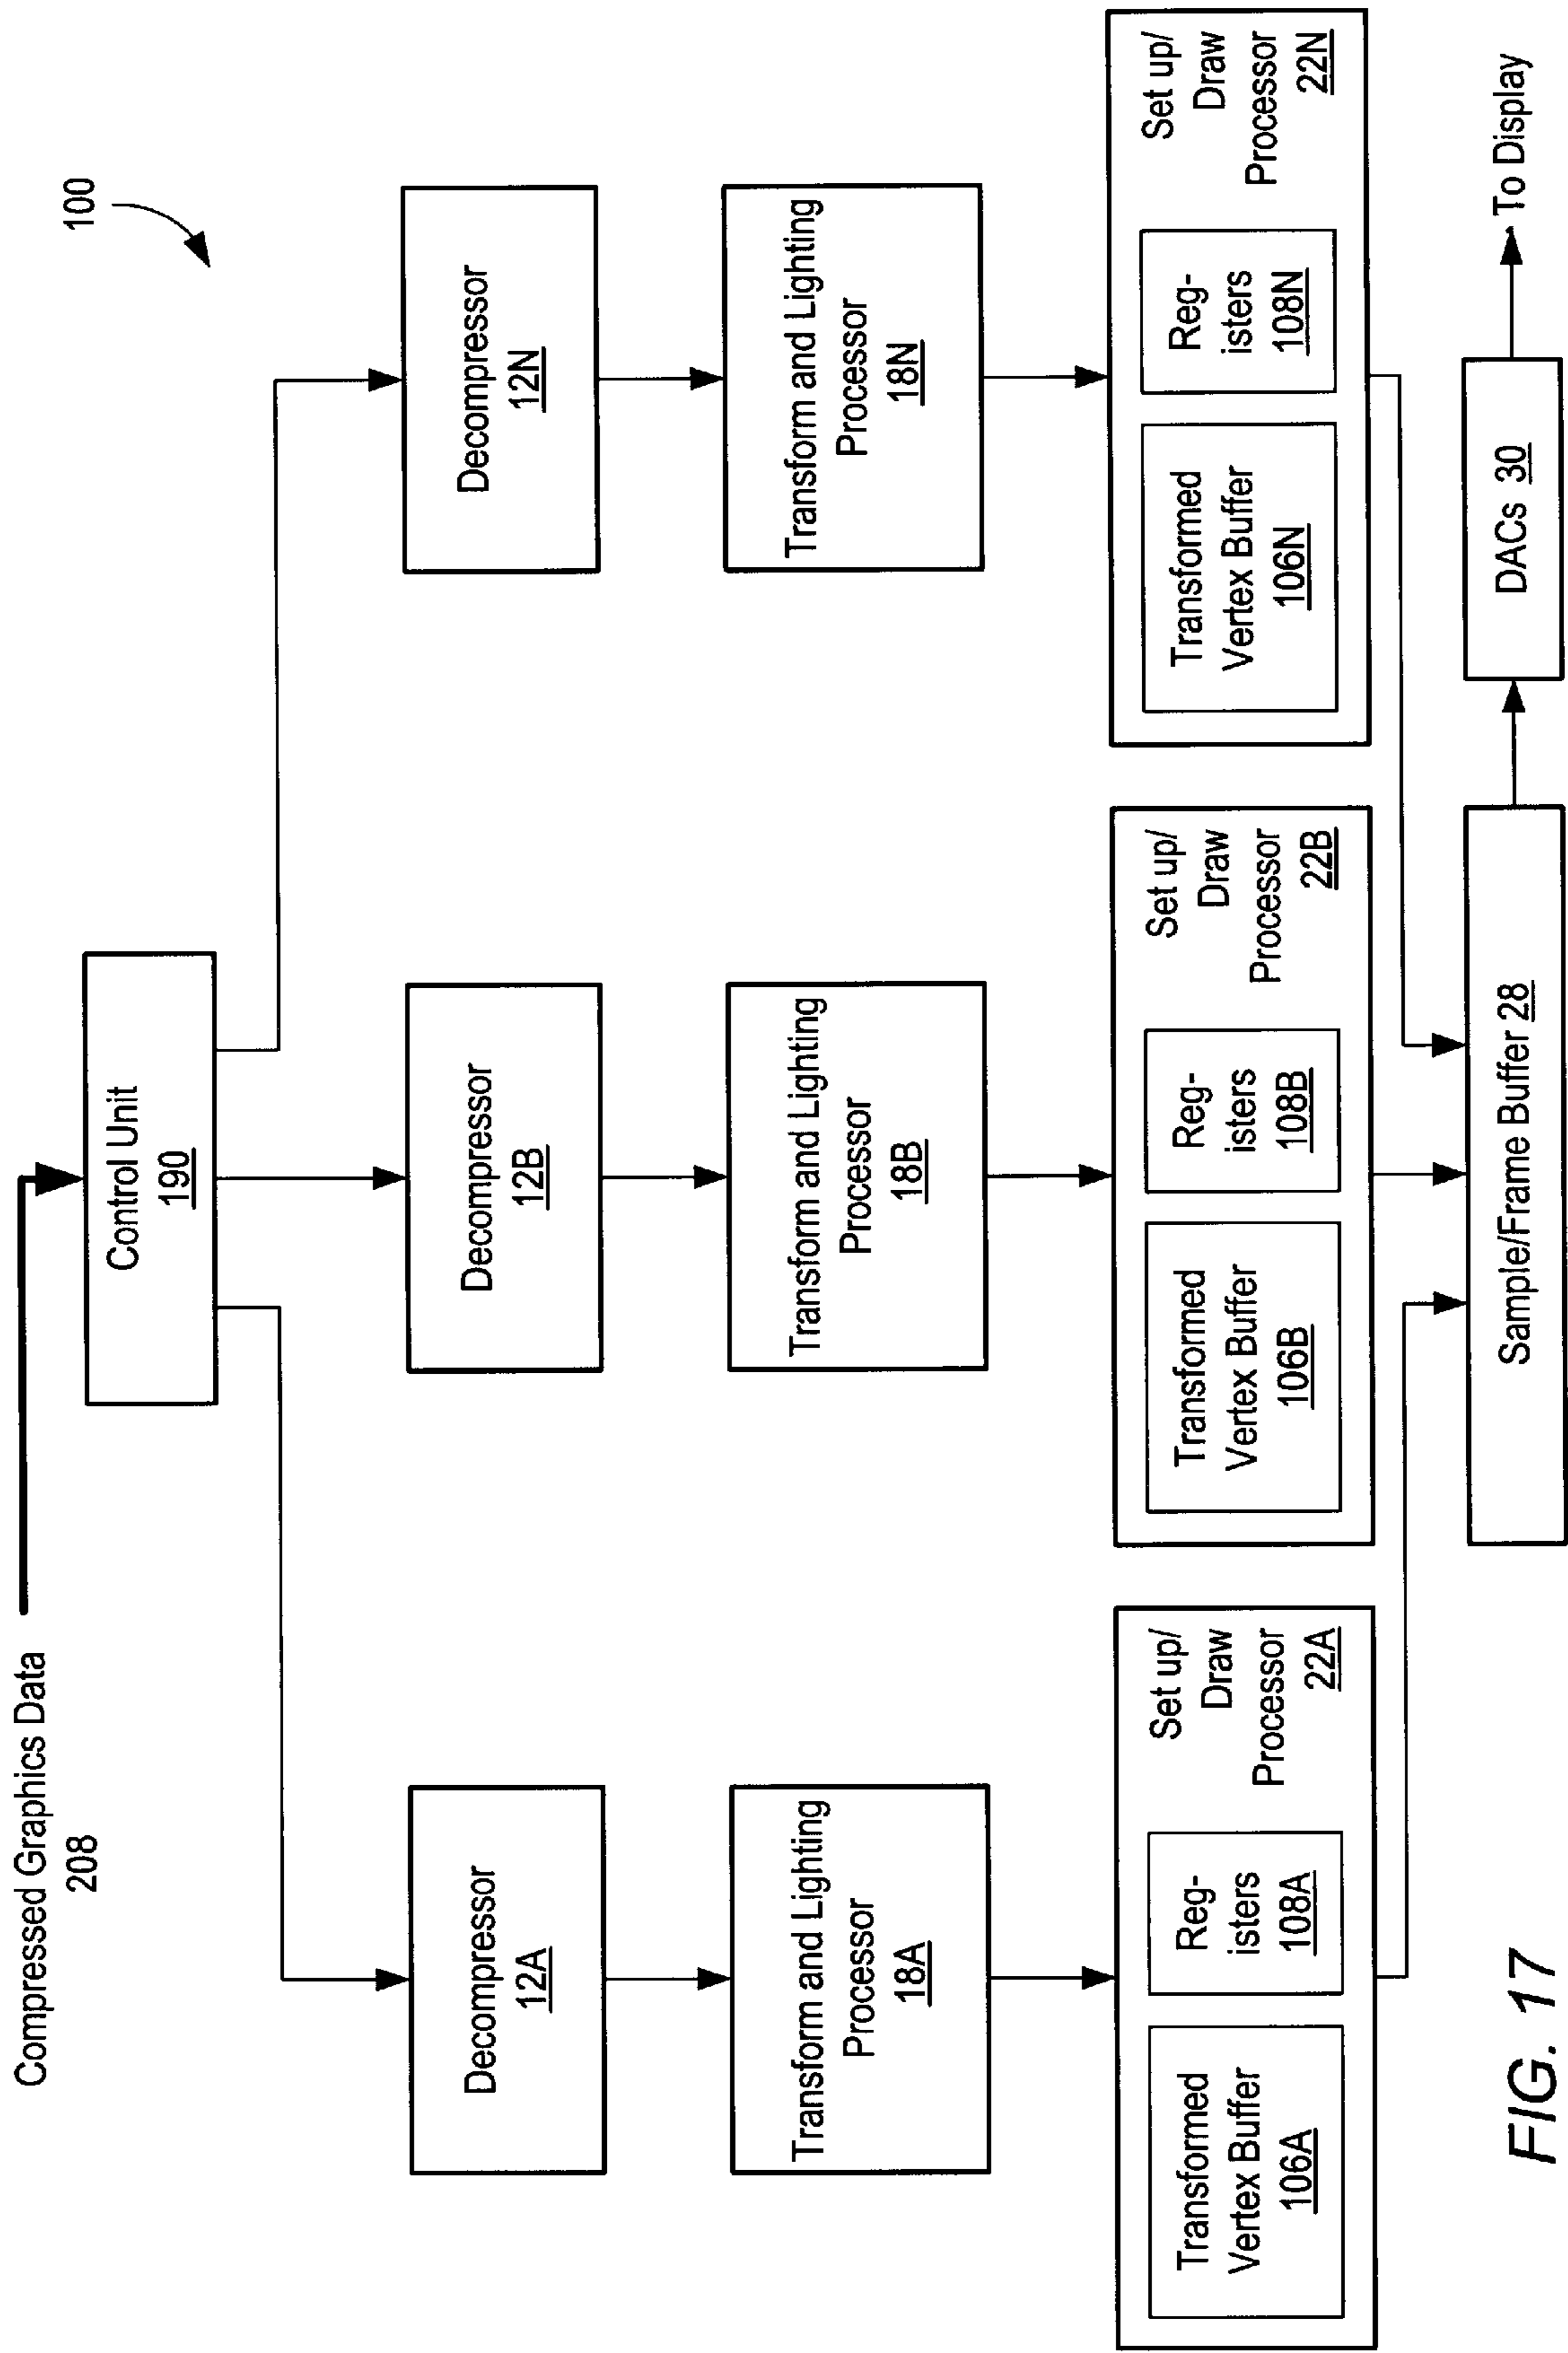 Compressed Graphics Data
208
100
Control Unit
190
Decompressor
12A
Decompressor
12B
Decompressor
12N
Transform and Lighting
Processor
18A
Transform and Lighting
Processor
18B
Transform and Lighting
Processor
18N
Transformed
Vertex Buffer
106A
Reg-
isters
108A
Set up/
Draw
Processor
22A
Transformed
Vertex Buffer
106B
Reg-
isters
108B
Set up/
Draw
Processor
22B
Transformed
Vertex Buffer
106N
Reg-
isters
108N
Set up/
Draw
Processor
22N
Sample/Frame Buffer 28
DACs 30
To Display
FIG. 17